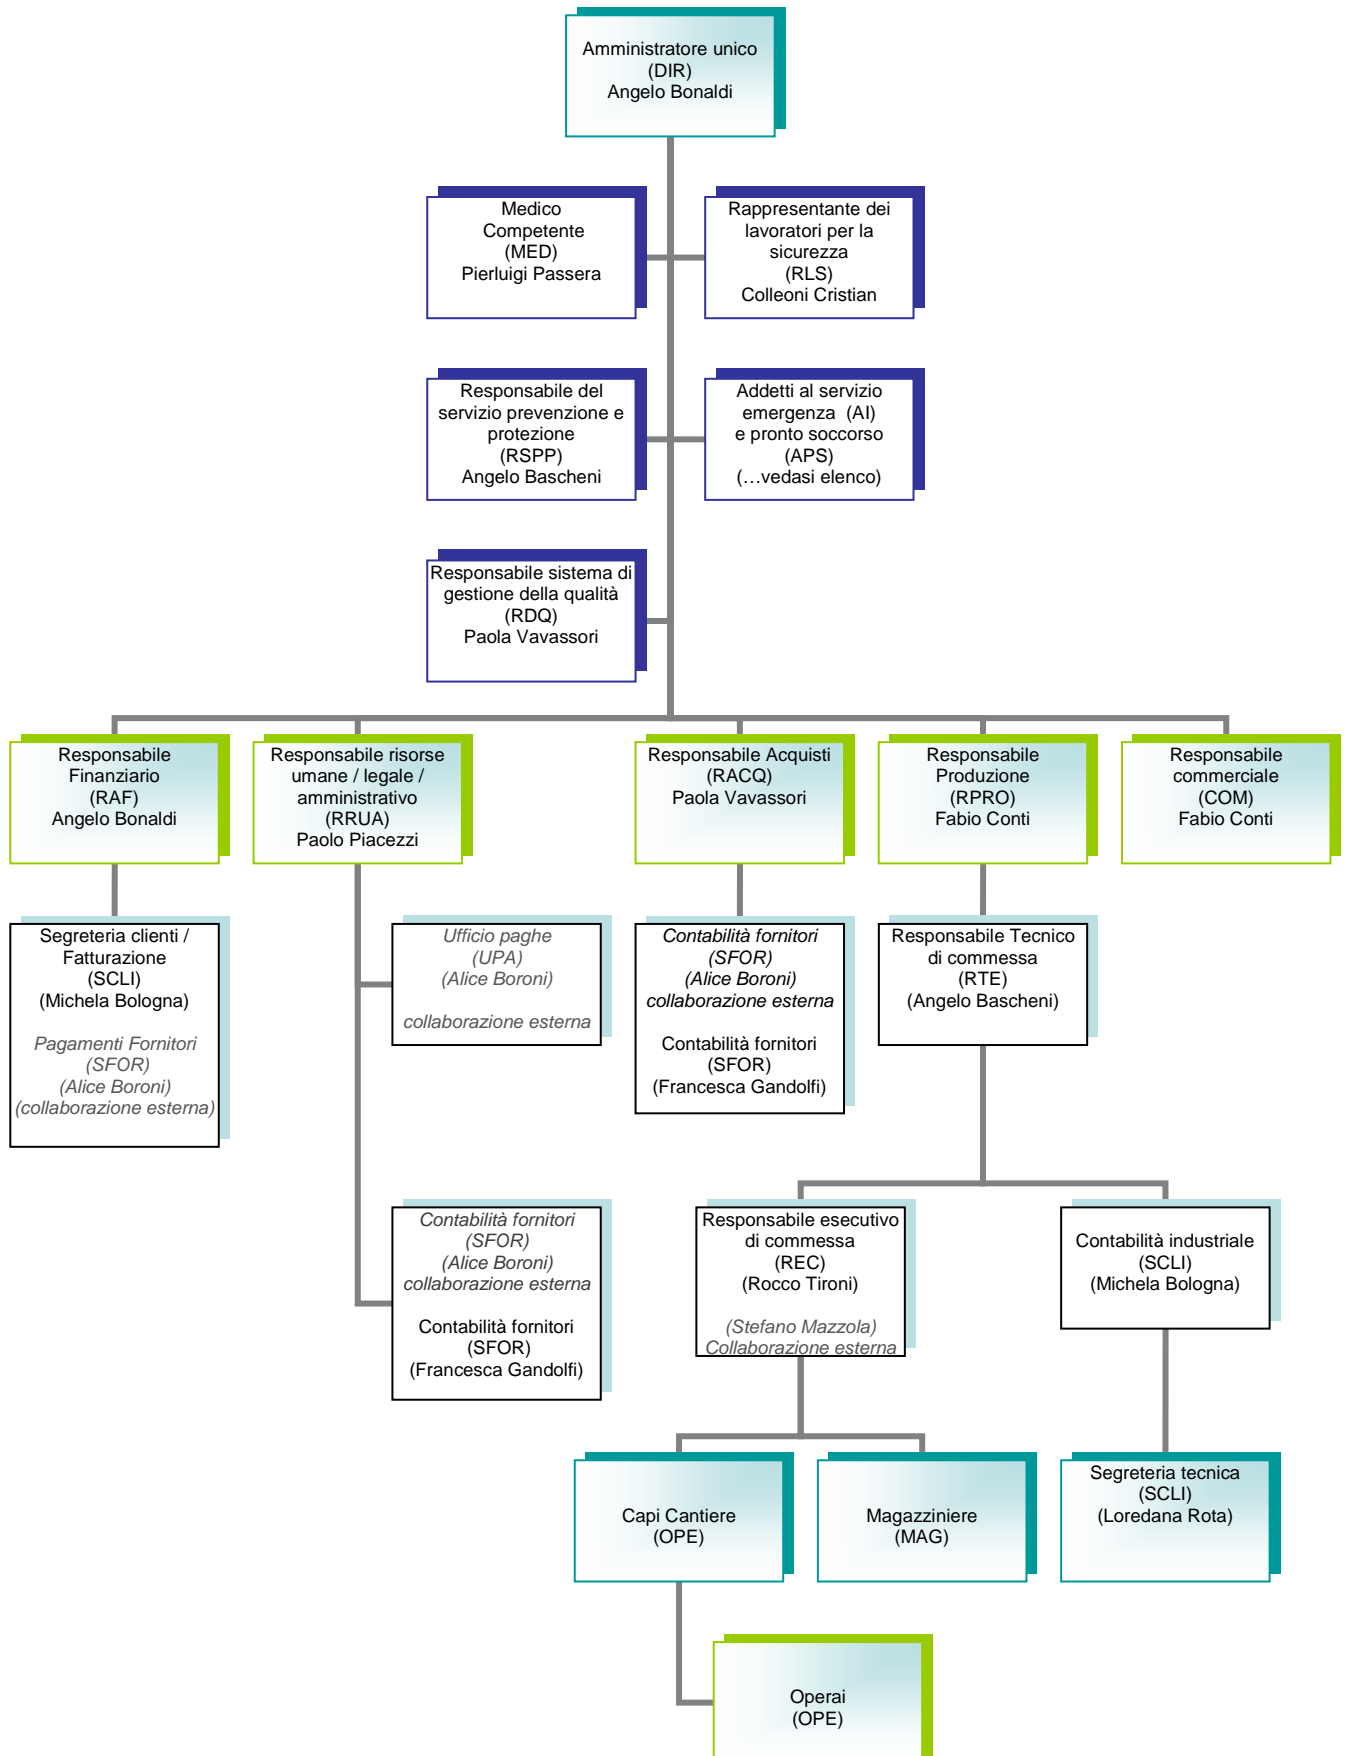 Amministratore unico
(DIR)
Angelo Bonaldi
Medico
Competente
(MED)
Pierluigi Passera
Rappresentante dei
lavoratori per la
sicurezza
(RLS)
Colleoni Cristian
Responsabile del
servizio prevenzione e
protezione
(RSPP)
Angelo Bascheni
Addetti al servizio
emergenza  (AI)
e pronto soccorso
(APS)
(…vedasi elenco)
Responsabile sistema di
gestione della qualità
(RDQ)
Paola Vavassori
Responsabile
Finanziario
(RAF)
Angelo Bonaldi
Responsabile risorse
umane / legale /
amministrativo
(RRUA)
Paolo Piacezzi
Responsabile Acquisti
(RACQ)
Paola Vavassori
Responsabile
Produzione
(RPRO)
Fabio Conti
Responsabile
commerciale
(COM)
Fabio Conti
Segreteria clienti /
Fatturazione
(SCLI)
(Michela Bologna)
Pagamenti Fornitori
(SFOR)
(Alice Boroni)
(collaborazione esterna)
Ufficio paghe
(UPA)
(Alice Boroni)
collaborazione esterna
Contabilità fornitori
(SFOR)
(Alice Boroni)
collaborazione esterna
Contabilità fornitori
(SFOR)
(Francesca Gandolfi)
Responsabile Tecnico
di commessa
(RTE)
(Angelo Bascheni)
Contabilità fornitori
(SFOR)
(Alice Boroni)
collaborazione esterna
Contabilità fornitori
(SFOR)
(Francesca Gandolfi)
Responsabile esecutivo
di commessa
(REC)
(Rocco Tironi)
(Stefano Mazzola)
Collaborazione esterna
Contabilità industriale
(SCLI)
(Michela Bologna)
Capi Cantiere
(OPE)
Magazziniere
(MAG)
Segreteria tecnica
(SCLI)
(Loredana Rota)
Operai
(OPE)